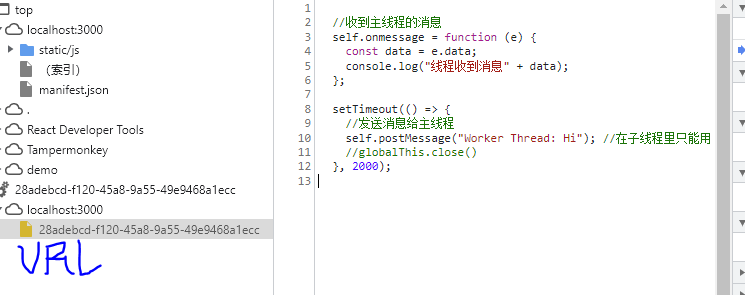 top
localhost:3000
static/js
（索引）
manifest.json
.
React Developer Tools
Tampermonkey
demo
28adebcd-f120-45a8-9a55-49e9468a1ecc
localhost:3000
28adebcd-f120-45a8-9a55-49e9468a1ecc
URL
1
2 //收到主线程的消息
3 self.onmessage = function (e) {
4 const data = e.data;
5 console.log("线程收到消息" + data);
6 };
7
8 setTimeout(() => {
9 //发送消息给主线程
10 self.postMessage("Worker Thread: Hi"); //在子线程里只能用
11 //globalThis.close()
12 }, 2000);
13